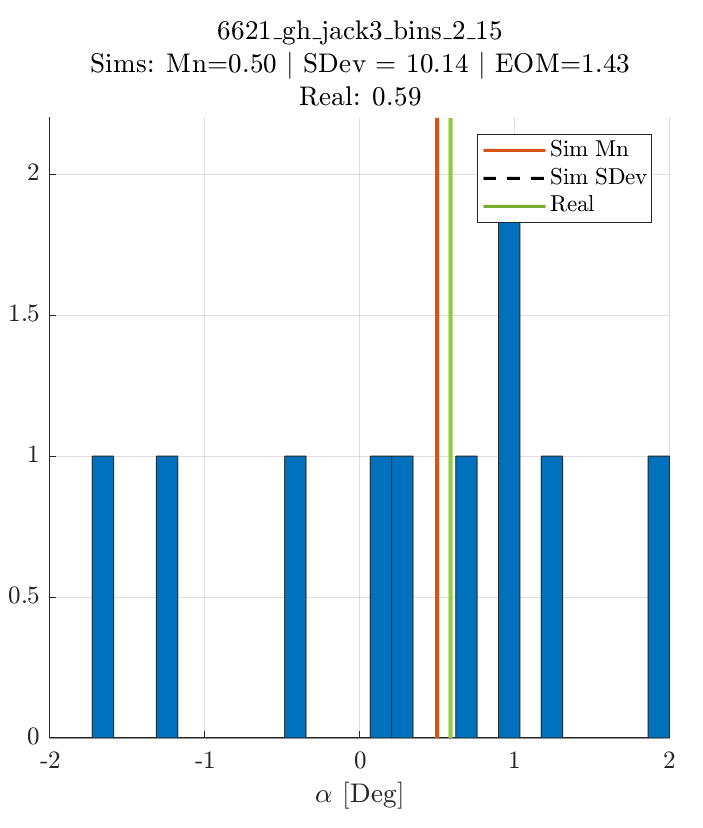 6621_gh_jack3_bins_2_15
Sims: Mn=0.50 | SDev = 10.14 | EOM=1.43
Real: 0.59
Sim Mn
Sim SDev
Real
2
1.5
1
0.5
0
-2
-1
0
1
2
α [Deg]